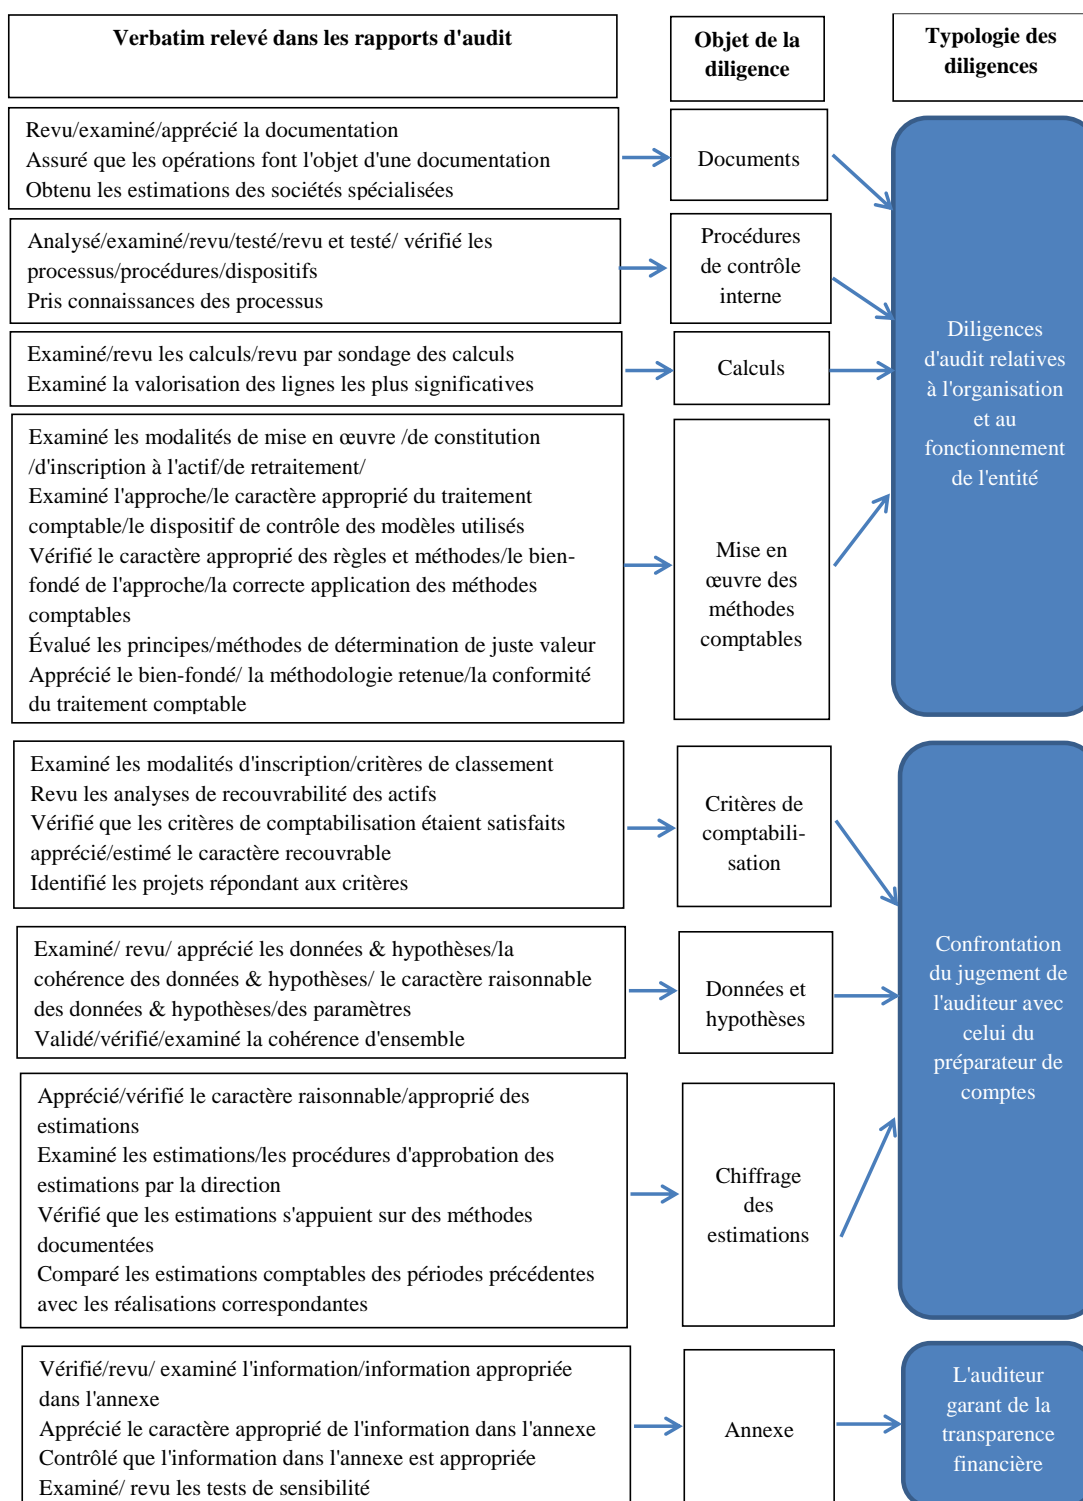 Verbatim relevé dans les rapports d'audit
Objet de la
diligence
Typologie des
diligences
Revu/examiné/apprécié la documentation
Assuré que les opérations font l'objet d'une documentation
Obtenu les estimations des sociétés spécialisées
Documents
Analysé/examiné/revu/testé/revu et testé/ vérifié les
processus/procédures/dispositifs
Pris connaissances des processus
Procédures
de contrôle
interne
Examiné/revu les calculs/revu par sondage des calculs
Examiné la valorisation des lignes les plus significatives
Calculs
Examiné les modalités de mise en œuvre /de constitution
/d'inscription à l'actif/de retraitement/
Examiné l'approche/le caractère approprié du traitement
comptable/le dispositif de contrôle des modèles utilisés
Vérifié le caractère approprié des règles et méthodes/le bien-
fondé de l'approche/la correcte application des méthodes
comptables
Évalué les principes/méthodes de détermination de juste valeur
Apprécié le bien-fondé/ la méthodologie retenue/la conformité
du traitement comptable
Mise en
œuvre des
méthodes
comptables
Diligences
d'audit relatives
à l'organisation
et au
fonctionnement
de l'entité
Examiné les modalités d'inscription/critères de classement
Revu les analyses de recouvrabilité des actifs
Vérifié que les critères de comptabilisation étaient satisfaits
apprécié/estimé le caractère recouvrable
Identifié les projets répondant aux critères
Critères de
comptabili-
sation
Examiné/ revu/ apprécié les données & hypothèses/la
cohérence des données & hypothèses/ le caractère raisonnable
des données & hypothèses/des paramètres
Validé/vérifié/examiné la cohérence d'ensemble
Données et
hypothèses
Apprécié/vérifié le caractère raisonnable/approprié des
estimations
Examiné les estimations/les procédures d'approbation des
estimations par la direction
Vérifié que les estimations s'appuient sur des méthodes
documentées
Comparé les estimations comptables des périodes précédentes
avec les réalisations correspondantes
Chiffrage
des
estimations
Confrontation
du jugement de
l'auditeur avec
celui du
préparateur de
comptes
Vérifié/revu/ examiné l'information/information appropriée
dans l'annexe
Apprécié le caractère approprié de l'information dans l'annexe
Contrôlé que l'information dans l'annexe est appropriée
Examiné/ revu les tests de sensibilité
Annexe
L'auditeur
garant de la
transparence
financière